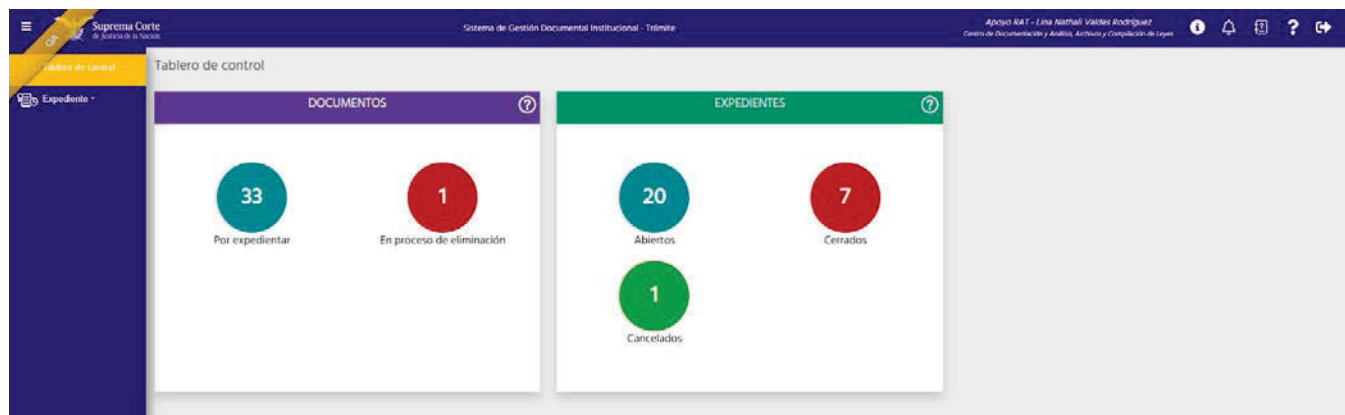 Suprema Corte
de Justicia de la Nación
Sistema de Gestión Documental Institucional - Trámite
Apoyo RAT - Lina Nathali Valdes Rodríguez
Centro de Documentación y Análisis, Archivos y Compilación de Leyes
Tablero de control
Expediente
Tablero de control
DOCUMENTOS
33
Por expedientar
1
En proceso de eliminación
EXPEDIENTES
20
Abiertos
7
Cerrados
1
Cancelados